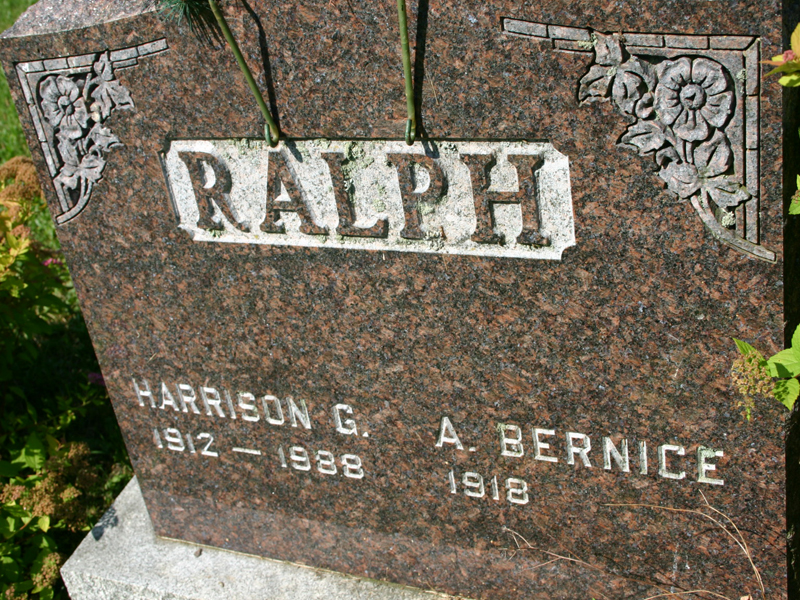 RALPH
HARRISON G. A. BERNICE
1912 — 1988 1918